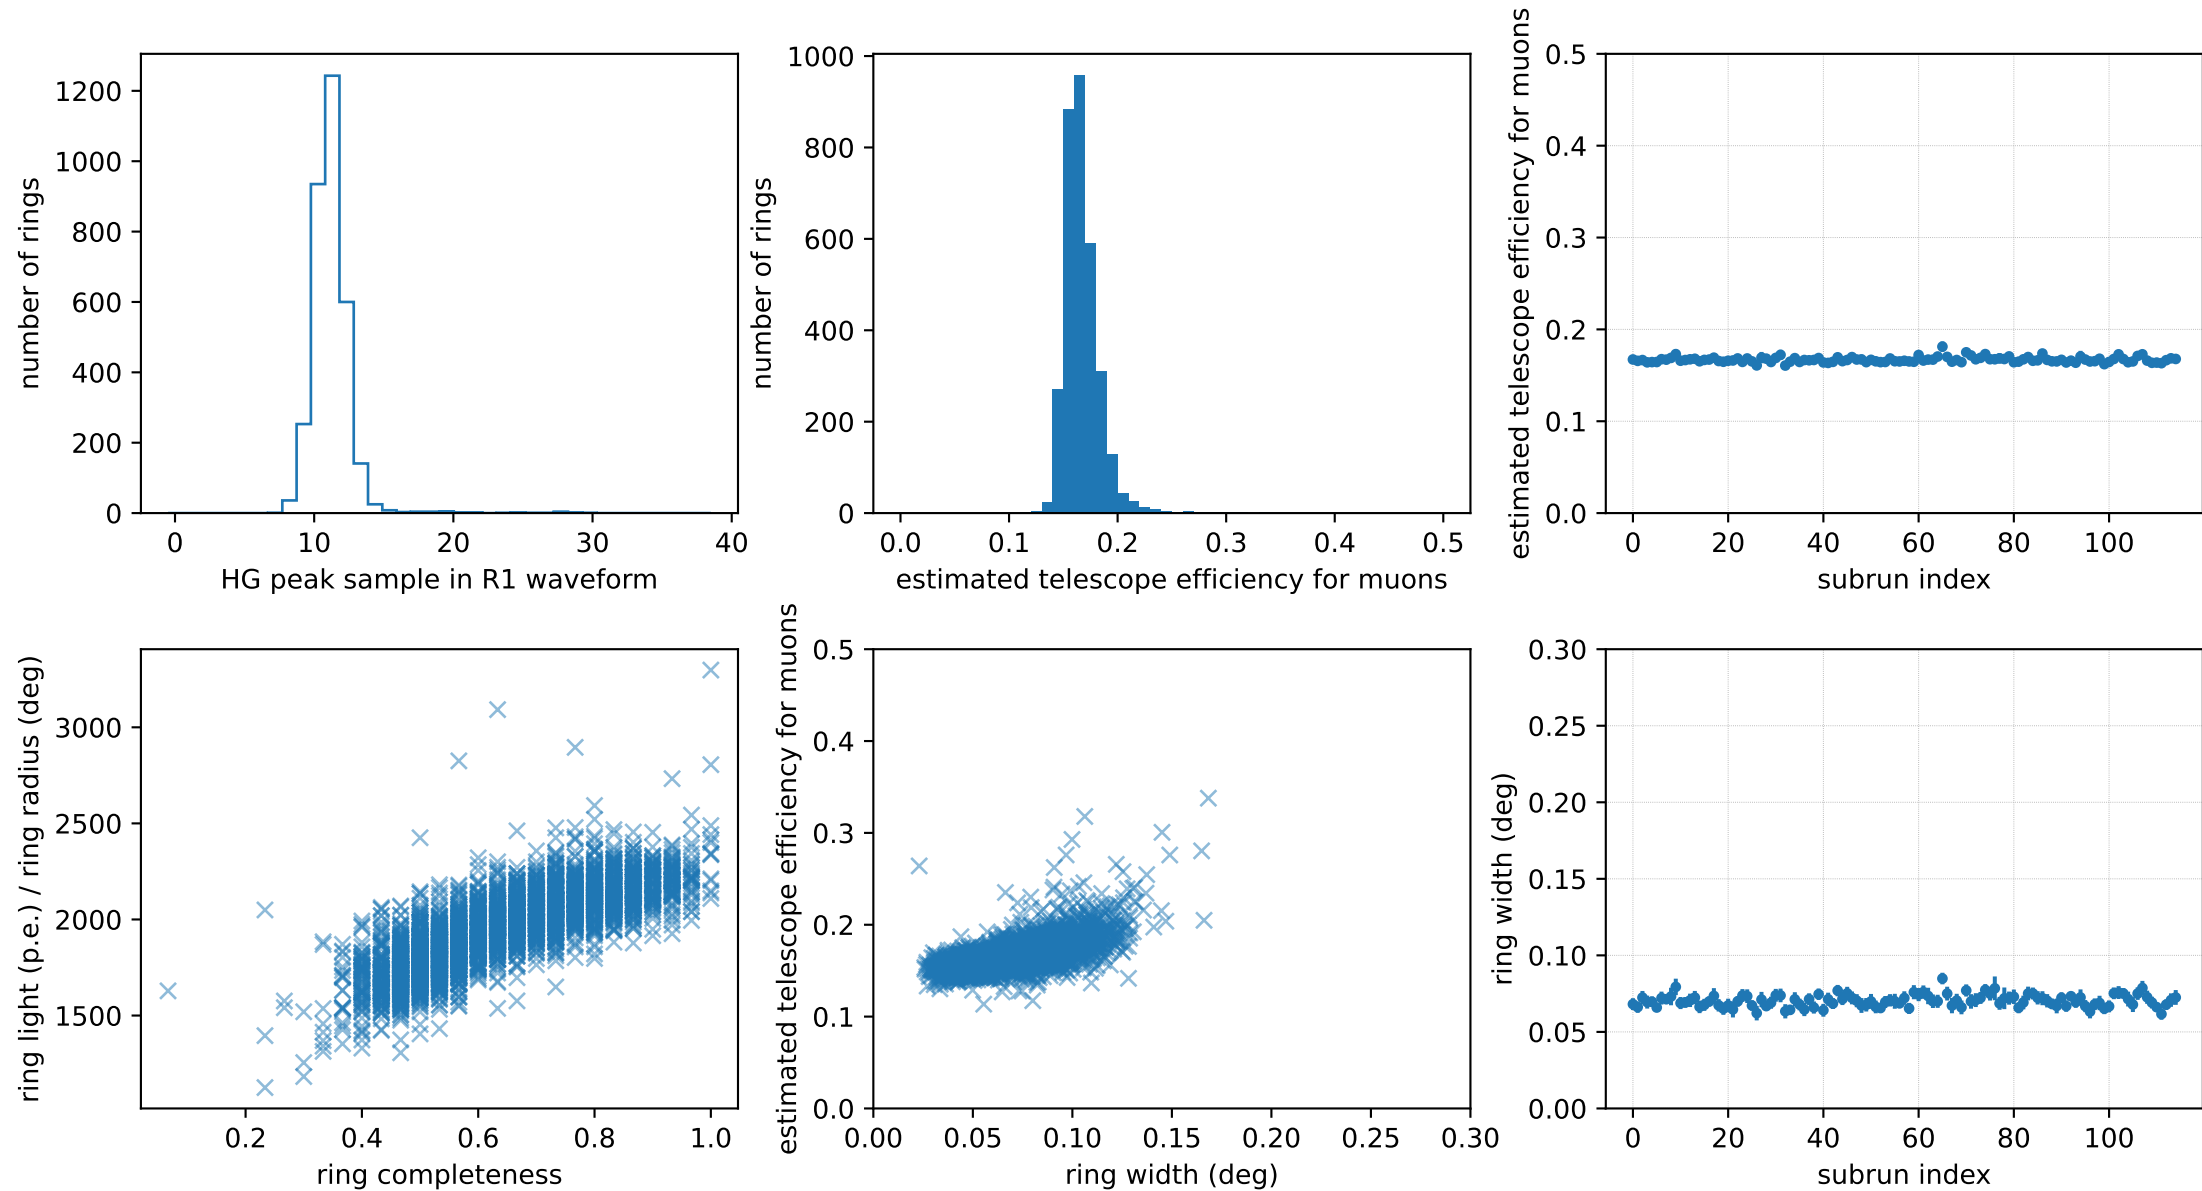 1200
1000
800
600
400
200
0
number of rings
0 10 20 30 40
HG peak sample in R1 waveform
1000
800
600
400
200
0
number of rings
0.0 0.1 0.2 0.3 0.4 0.5
estimated telescope efficiency for muons
0.5
0.4
0.3
0.2
0.1
0.0
estimated telescope efficiency for muons
0 20 40 60 80 100
subrun index
3000
2500
2000
1500
ring light (p.e.) / ring radius (deg)
0.2 0.4 0.6 0.8 1.0
ring completeness
0.5
0.4
0.3
0.2
0.1
0.0
estimated telescope efficiency for muons
0.00 0.05 0.10 0.15 0.20 0.25 0.30
ring width (deg)
0.30
0.25
0.20
0.15
0.10
0.05
0.00
ring width (deg)
0 20 40 60 80 100
subrun index